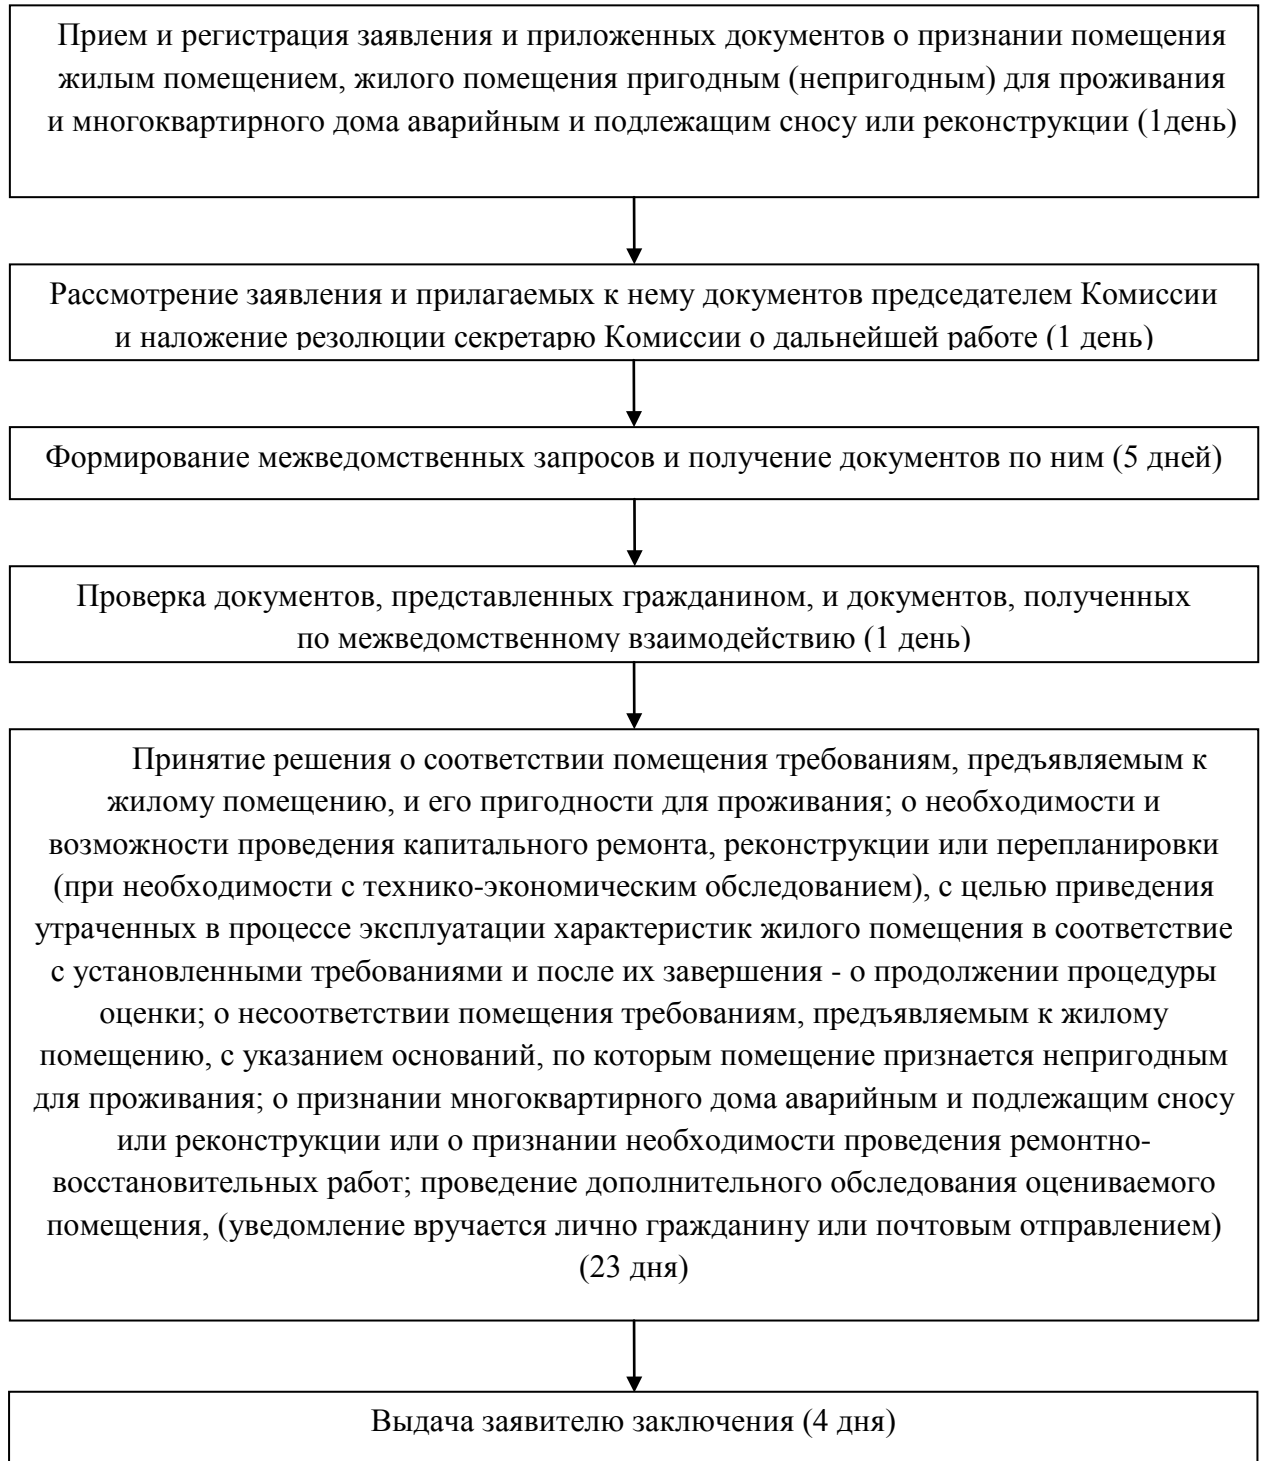 Прием и регистрация заявления и приложенных документов о признании помещения
жилым помещением, жилого помещения пригодным (непригодным) для проживания
и многоквартирного дома аварийным и подлежащим сносу или реконструкции (1день)
Рассмотрение заявления и прилагаемых к нему документов председателем Комиссии
и наложение резолюции секретарю Комиссии о дальнейшей работе (1 день)
Формирование межведомственных запросов и получение документов по ним (5 дней)
Проверка документов, представленных гражданином, и документов, полученных
по межведомственному взаимодействию (1 день)
Принятие решения о соответствии помещения требованиям, предъявляемым к
жилому помещению, и его пригодности для проживания; о необходимости и
возможности проведения капитального ремонта, реконструкции или перепланировки
(при необходимости с технико-экономическим обследованием), с целью приведения
утраченных в процессе эксплуатации характеристик жилого помещения в соответствие
с установленными требованиями и после их завершения - о продолжении процедуры
оценки; о несоответствии помещения требованиям, предъявляемым к жилому
помещению, с указанием оснований, по которым помещение признается непригодным
для проживания; о признании многоквартирного дома аварийным и подлежащим сносу
или реконструкции или о признании необходимости проведения ремонтно-
восстановительных работ; проведение дополнительного обследования оцениваемого
помещения, (уведомление вручается лично гражданину или почтовым отправлением)
(23 дня)
Выдача заявителю заключения (4 дня)